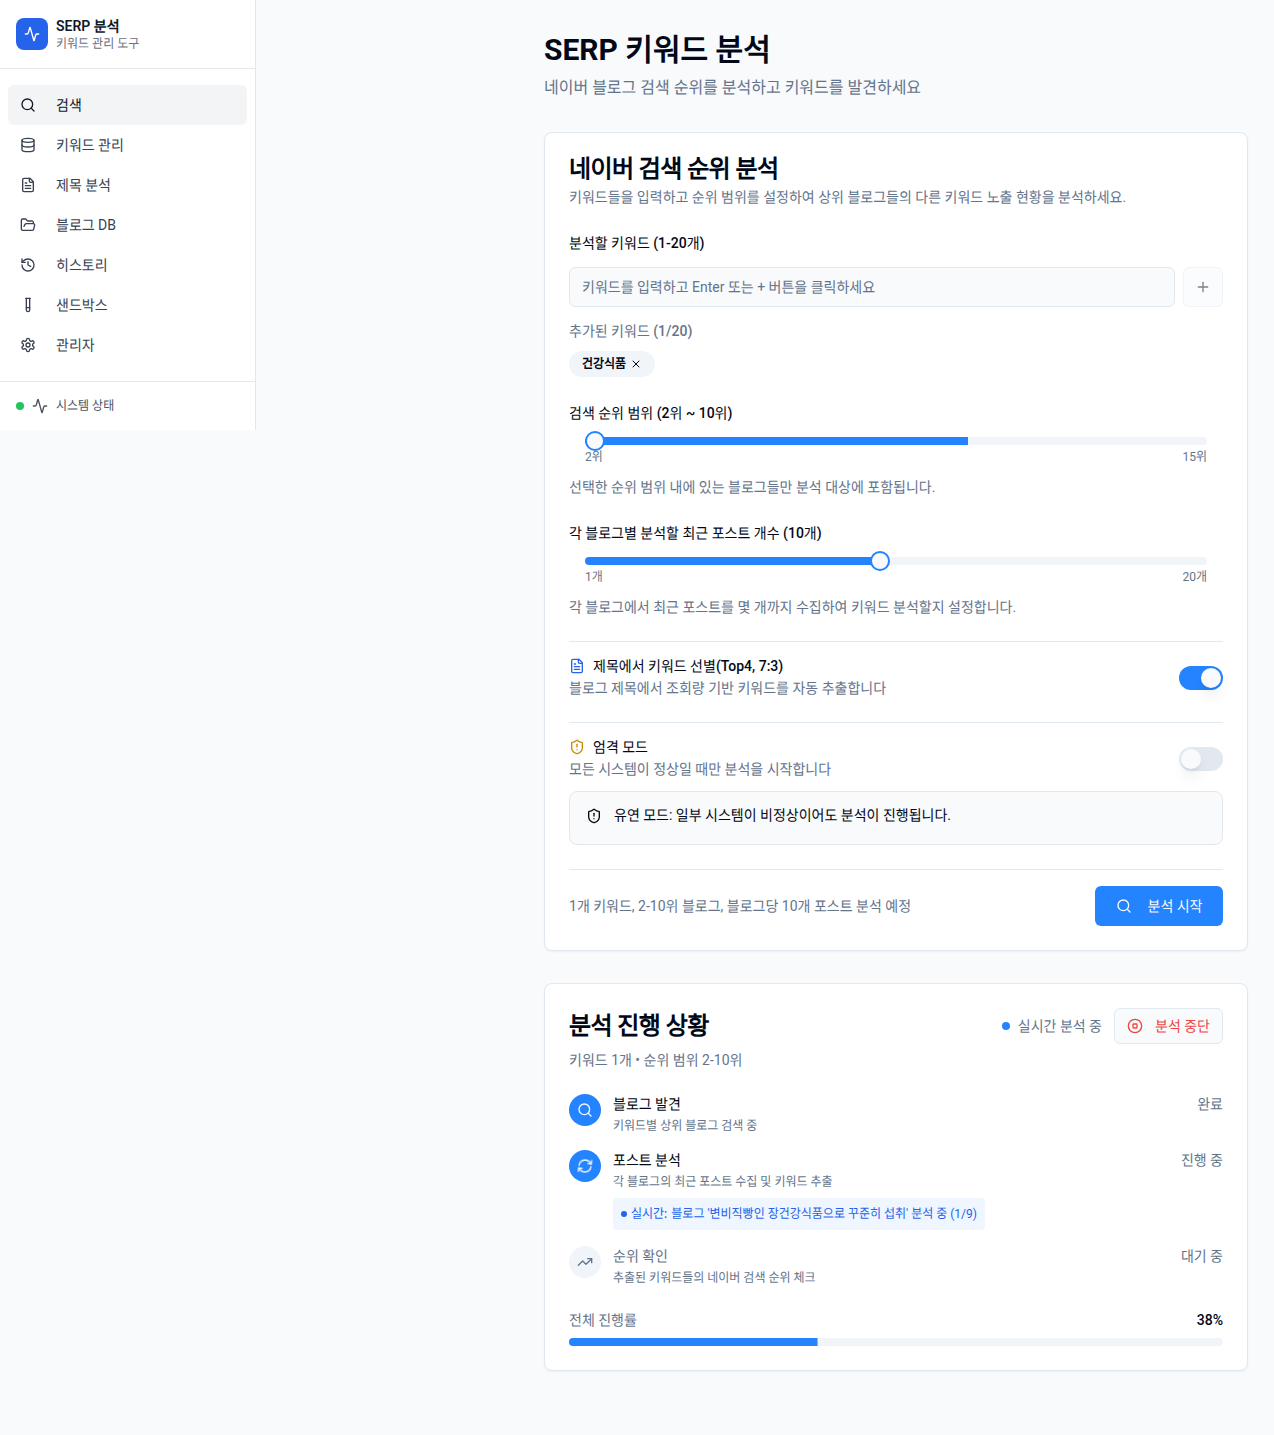 SERP 분석
키워드 관리 도구
검색
키워드 관리
제목 분석
블로그 DB
히스토리
샌드박스
관리자
시스템 상태
SERP 키워드 분석
네이버 블로그 검색 순위를 분석하고 키워드를 발견하세요
네이버 검색 순위 분석
키워드들을 입력하고 순위 범위를 설정하여 상위 블로그들의 다른 키워드 노출 현황을 분석하세요.
분석할 키워드 (1-20개)
키워드를 입력하고 Enter 또는 + 버튼을 클릭하세요
추가된 키워드 (1/20)
건강식품
검색 순위 범위 (2위 ~ 10위)
2위 15위
선택한 순위 범위 내에 있는 블로그들만 분석 대상에 포함됩니다.
각 블로그별 분석할 최근 포스트 개수 (10개)
1개 20개
각 블로그에서 최근 포스트를 몇 개까지 수집하여 키워드 분석할지 설정합니다.
제목에서 키워드 선별(Top4, 7:3)
블로그 제목에서 조회량 기반 키워드를 자동 추출합니다
엄격 모드
모든 시스템이 정상일 때만 분석을 시작합니다
유연 모드: 일부 시스템이 비정상이어도 분석이 진행됩니다.
1개 키워드, 2-10위 블로그, 블로그당 10개 포스트 분석 예정
분석 시작
분석 진행 상황
실시간 분석 중
분석 중단
키워드 1개 • 순위 범위 2-10위
블로그 발견 완료
키워드별 상위 블로그 검색 중
포스트 분석 진행 중
각 블로그의 최근 포스트 수집 및 키워드 추출
실시간: 블로그 '변비직빵인 장건강식품으로 꾸준히 섭취' 분석 중 (1/9)
순위 확인 대기 중
추출된 키워드들의 네이버 검색 순위 체크
전체 진행률 38%